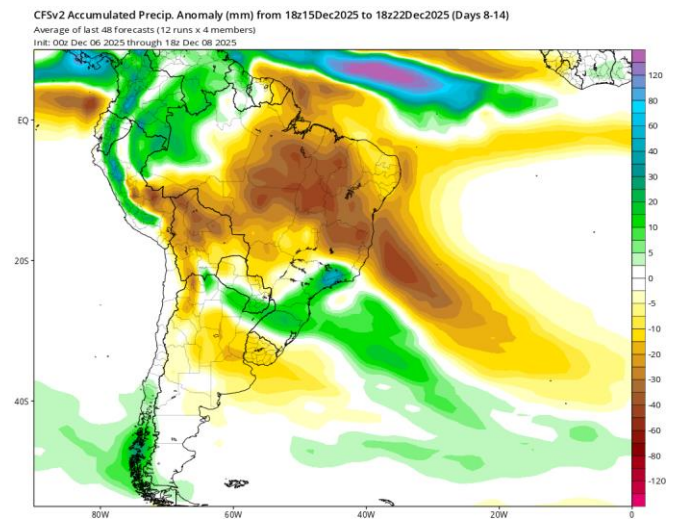 CFSv2 Accumulated Precip. Anomaly (mm) from 18z15Dec2025 to 18z22Dec2025 (Days 8-14)
Average of last 48 forecasts (12 runs x 4 members)
Init: 00z Dec 06 2025 through 18z Dec 08 2025
120
80
60
40
30
20
10
5
0
-5
-10
-20
-30
-40
-60
-80
-120
EQ
20S
40S
80W
60W
40W
20W
0